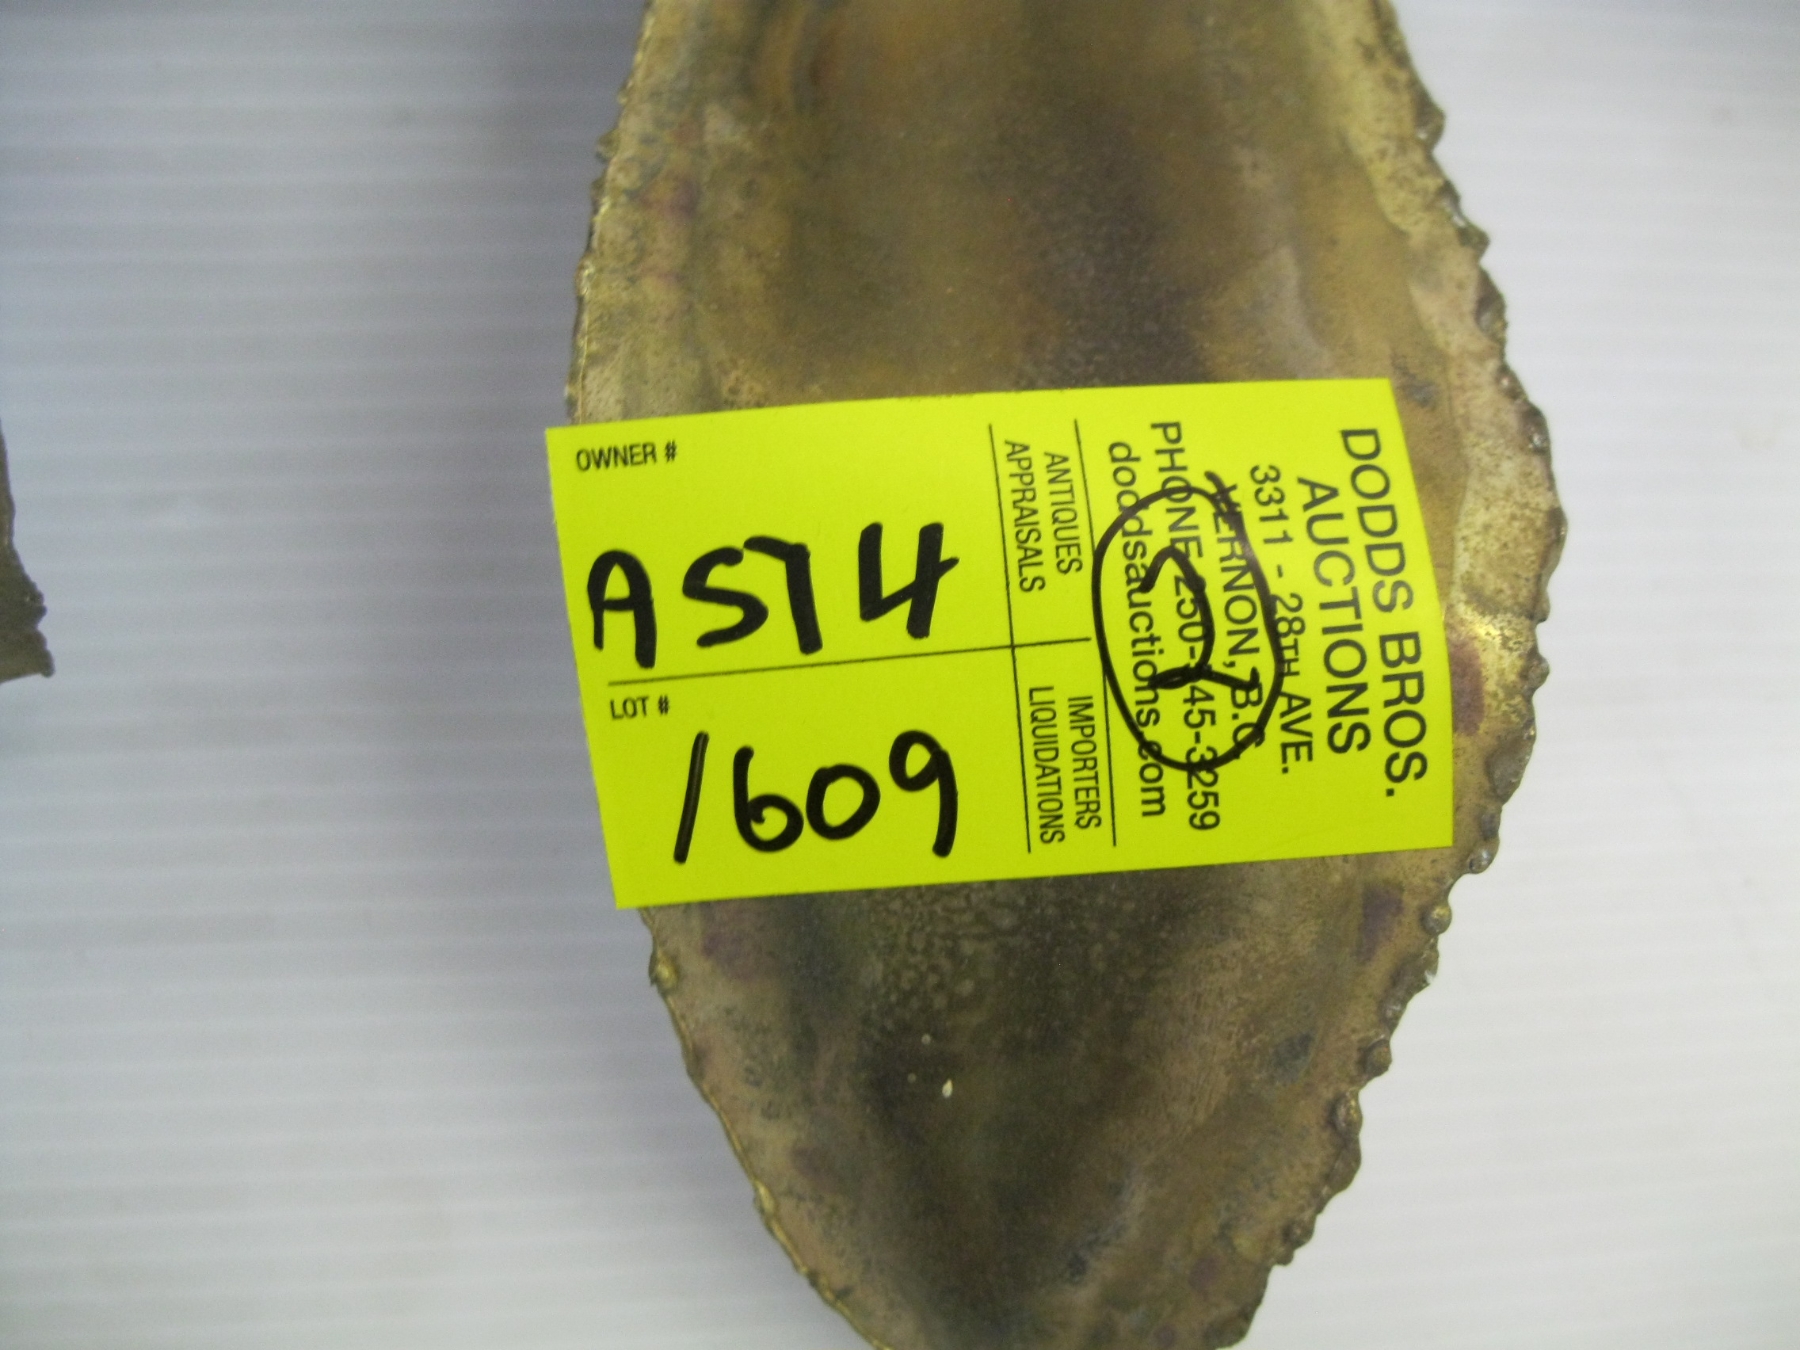 DODDS BROS.
AUCTIONS
3311 - 28TH AVE.
VERNON, B.C.
PHONE 250-545-3259
doddsauctions.com
2
ANTIQUES
APPRAISALS
IMPORTERS
LIQUIDATIONS
OWNER #
A574
LOT #
1609